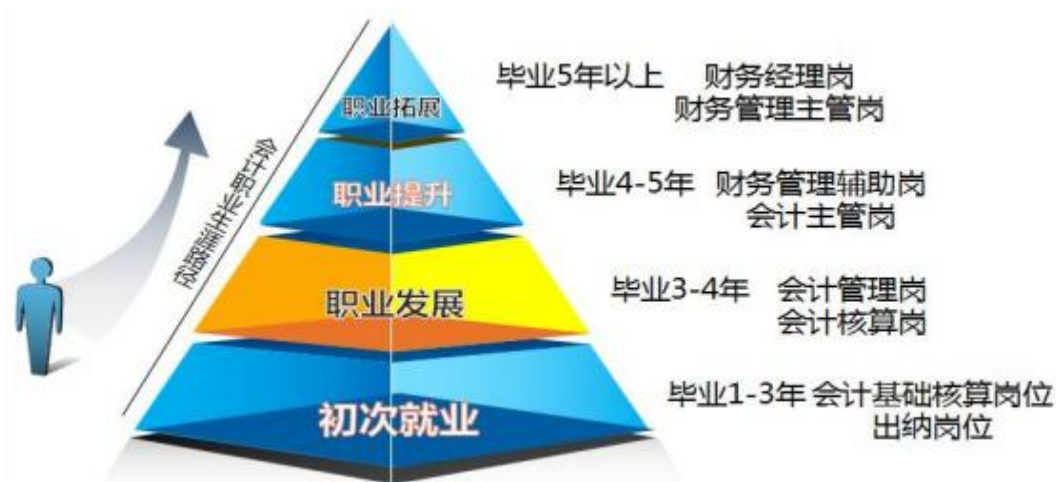 毕业5年以上 财务经理岗
财务管理主管岗
职业拓展
会计职业生涯路径
毕业4-5年 财务管理辅助岗
会计主管岗
职业提升
毕业3-4年 会计管理岗
会计核算岗
职业发展
毕业1-3年 会计基础核算岗位
出纳岗位
初次就业